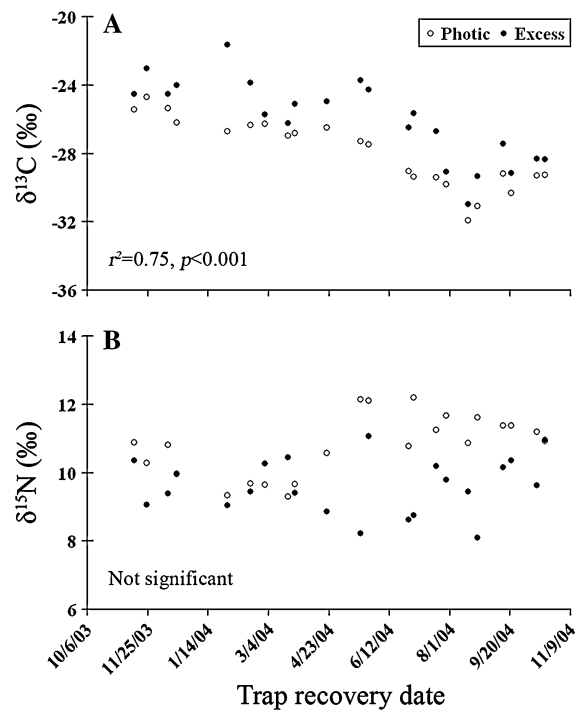 -20
A
Photic
Excess
-24
δ¹³C (‰)
-28
-32
r²=0.75, p<0.001
-36
14
B
12
δ¹⁵N (‰)
10
8
Not significant
6
10/6/03
11/25/03
1/14/04
3/4/04
4/23/04
6/12/04
8/1/04
9/20/04
11/9/04
Trap recovery date